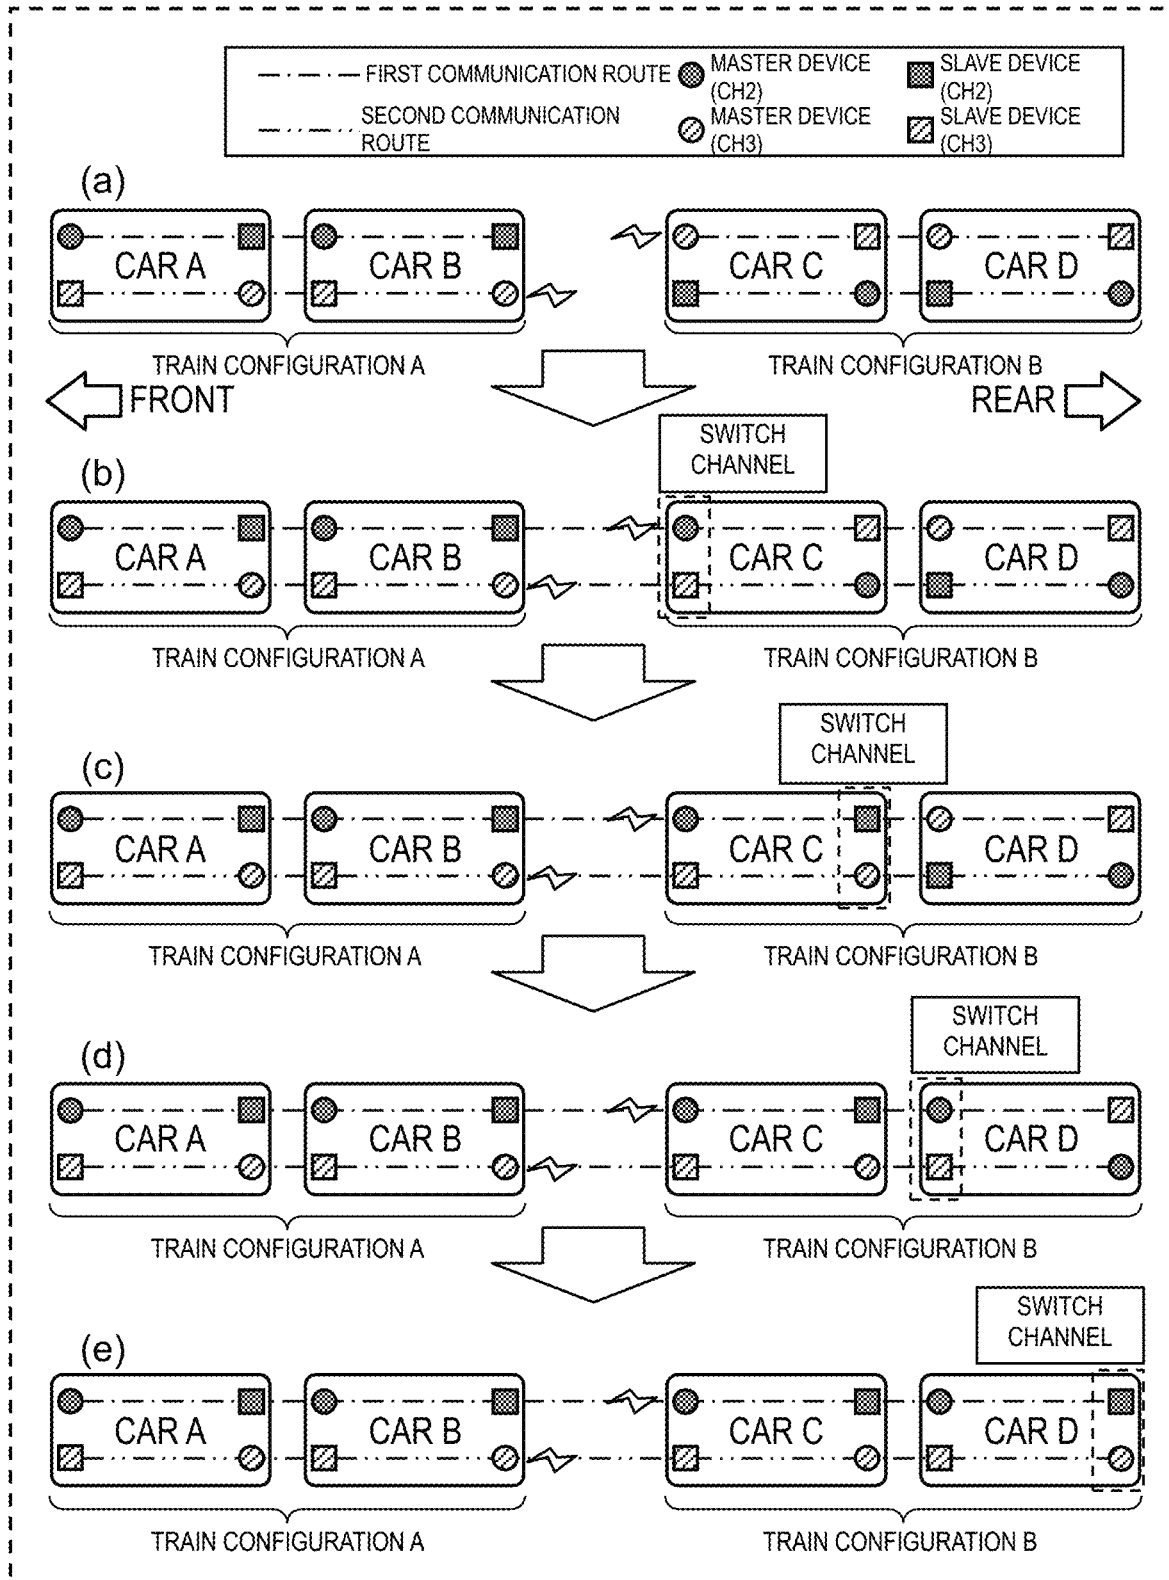 FIRST COMMUNICATION ROUTE
MASTER DEVICE
(CH2)
SLAVE DEVICE
(CH2)
SECOND COMMUNICATION
ROUTE
MASTER DEVICE
(CH3)
SLAVE DEVICE
(CH3)
(a)
CAR A
CAR B
CAR C
CAR D
TRAIN CONFIGURATION A
TRAIN CONFIGURATION B
FRONT
REAR
SWITCH
CHANNEL
(b)
CAR A
CAR B
CAR C
CAR D
TRAIN CONFIGURATION A
TRAIN CONFIGURATION B
SWITCH
CHANNEL
(c)
CAR A
CAR B
CAR C
CAR D
TRAIN CONFIGURATION A
TRAIN CONFIGURATION B
SWITCH
CHANNEL
(d)
CAR A
CAR B
CAR C
CAR D
TRAIN CONFIGURATION A
TRAIN CONFIGURATION B
SWITCH
CHANNEL
(e)
CAR A
CAR B
CAR C
CAR D
TRAIN CONFIGURATION A
TRAIN CONFIGURATION B